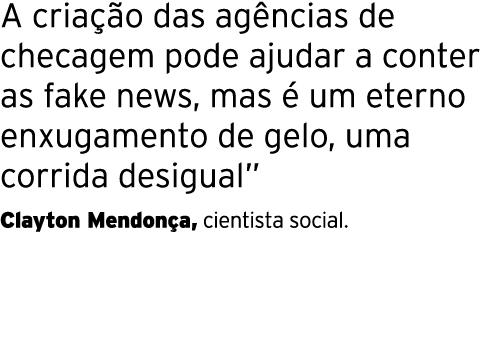 A criação das agências de
checagem pode ajudar a conter
as fake news, mas é um eterno
enxugamento de gelo, uma
corrida desigual”
Clayton Mendonça, cientista social.